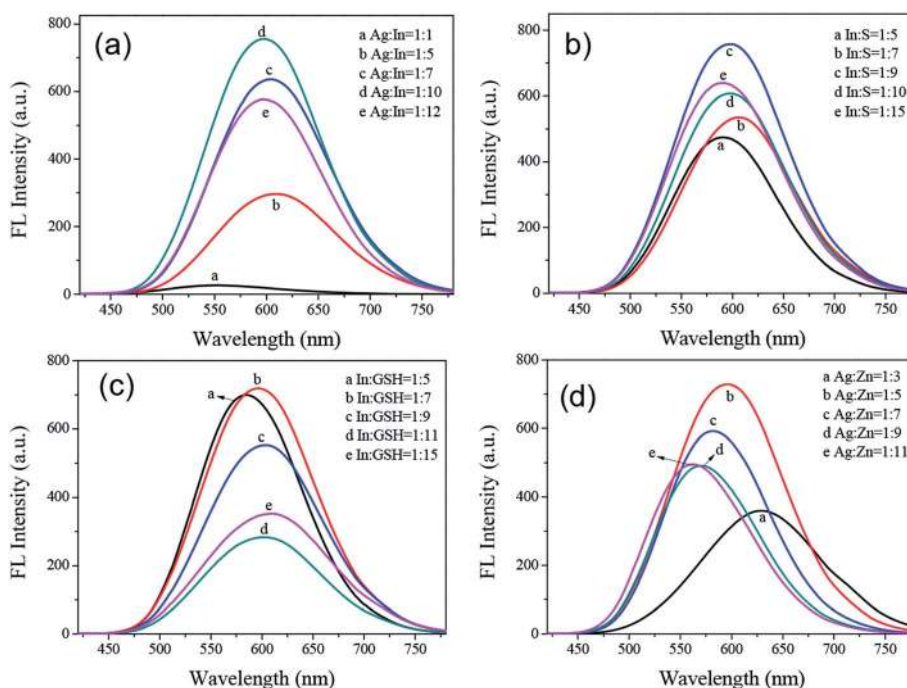 (a)
a Ag:In=1:1
b Ag:In=1:5
c Ag:In=1:7
d Ag:In=1:10
e Ag:In=1:12
d
c
e
b
a
800
600
400
200
0
FL Intensity (a.u.)
450 500 550 600 650 700 750
Wavelength (nm)
(b)
a In:S=1:5
b In:S=1:7
c In:S=1:9
d In:S=1:10
e In:S=1:15
c
e
d
b
a
800
600
400
200
0
FL Intensity (a.u.)
450 500 550 600 650 700 750
Wavelength (nm)
(c)
a In:GSH=1:5
b In:GSH=1:7
c In:GSH=1:9
d In:GSH=1:11
e In:GSH=1:15
a
b
c
e
d
800
600
400
200
0
FL Intensity (a.u.)
450 500 550 600 650 700 750
Wavelength (nm)
(d)
a Ag:Zn=1:3
b Ag:Zn=1:5
c Ag:Zn=1:7
d Ag:Zn=1:9
e Ag:Zn=1:11
b
c
e
d
a
800
600
400
200
0
FL Intensity (a.u.)
450 500 550 600 650 700 750
Wavelength (nm)